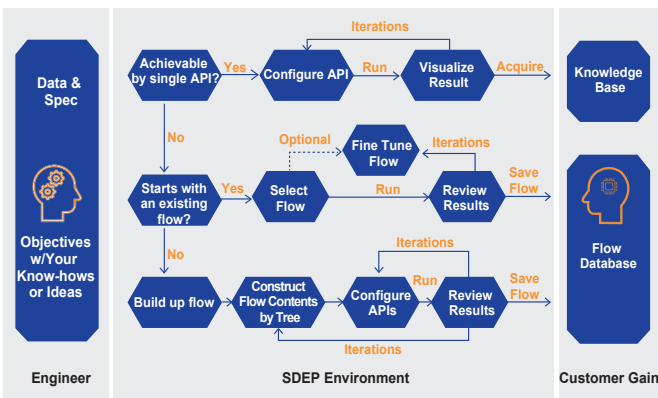 Data &
Spec
Objectives
w/Your
Know-hows
or Ideas
Engineer
Iterations
Achievable
by single API?
Yes
Configure API
Run
Visualize
Result
Acquire
No
Optional
Fine Tune
Flow
Iterations
Starts with
an existing
flow?
Yes
Select
Flow
Run
Review
Results
Save
Flow
No
Iterations
Build up flow
Construct
Flow Contents
by Tree
Configure
APIs
Run
Review
Results
Save
Flow
Iterations
SDEP Environment
Knowledge
Base
Flow
Database
Customer Gain